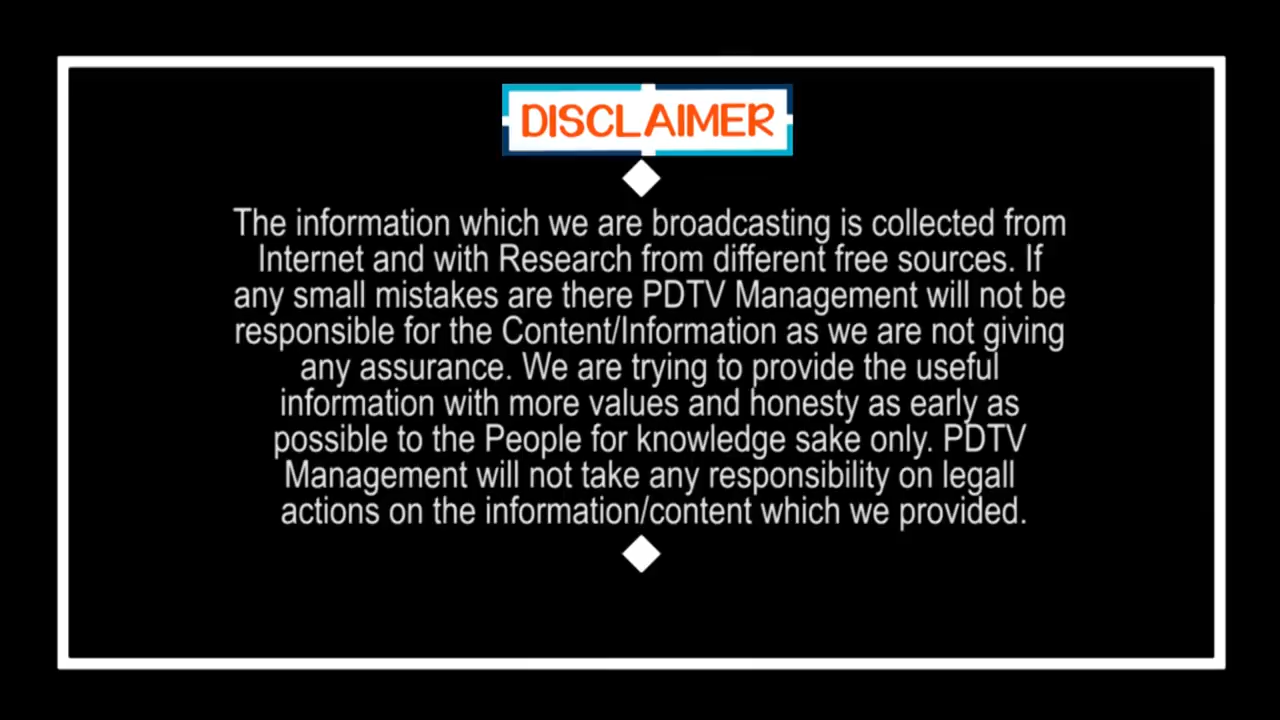 DISCLAIMER
The information which we are broadcasting is collected from
Internet and with Research from different free sources. If
any small mistakes are there PDTV Management will not be
responsible for the Content/Information as we are not giving
any assurance. We are trying to provide the useful
information with more values and honesty as early as
possible to the People for knowledge sake only. PDTV
Management will not take any responsibility on legall
actions on the information/content which we provided.